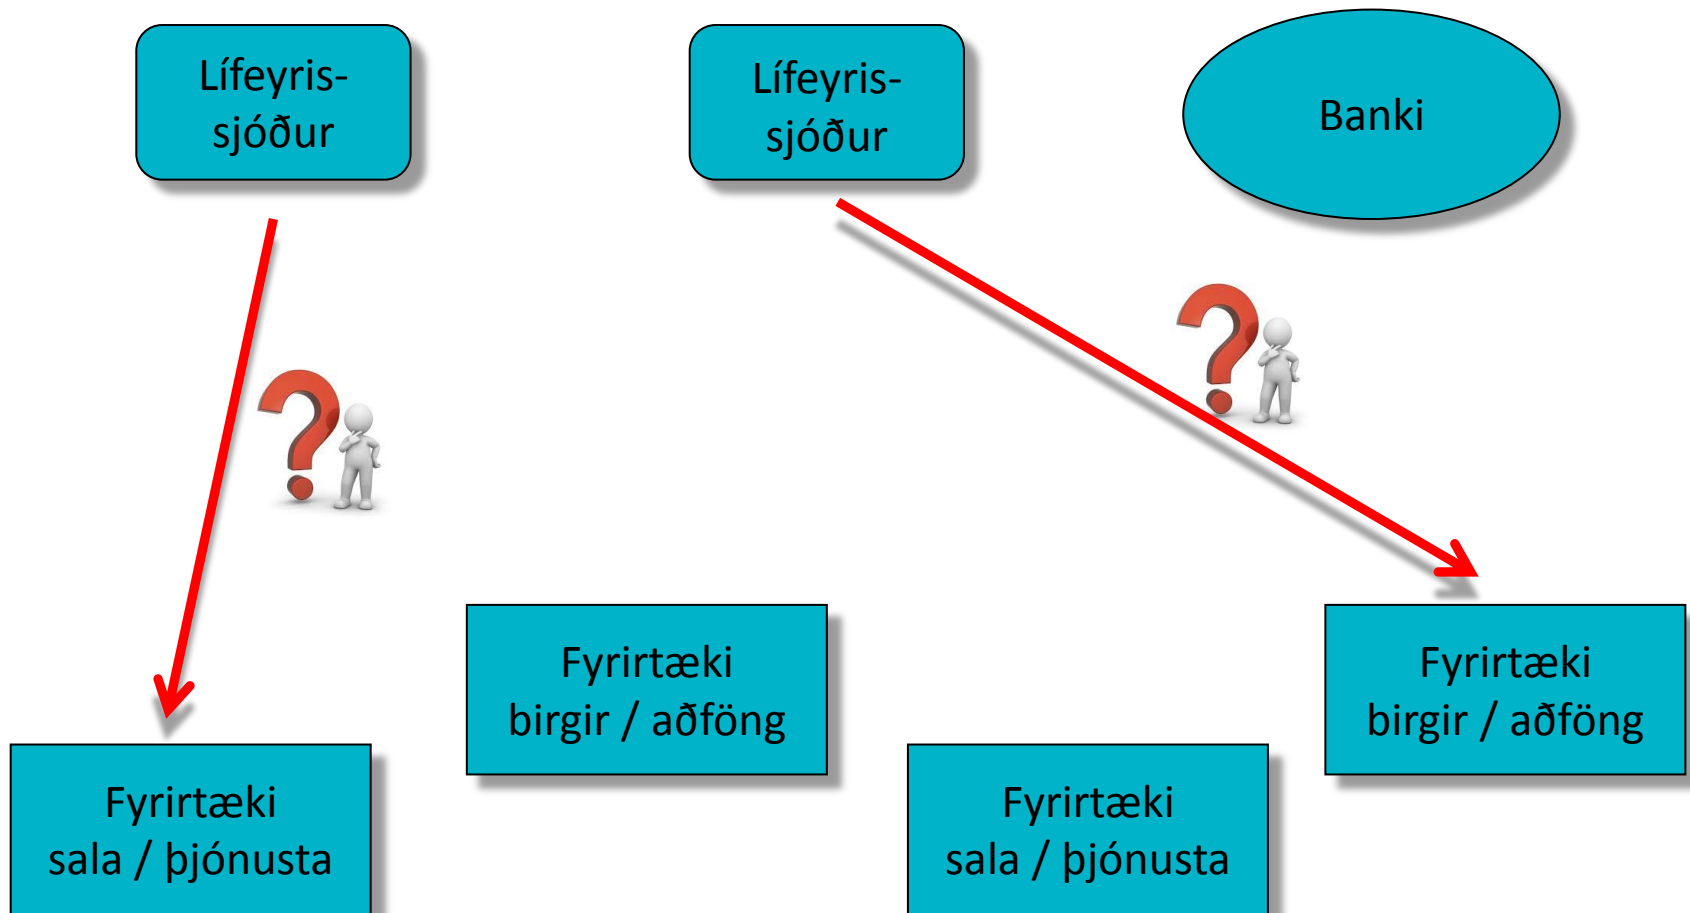 Lífeyris-
sjóður
Lífeyris-
sjóður
Banki
Fyrirtæki
birgir / aðföng
Fyrirtæki
birgir / aðföng
Fyrirtæki
sala / þjónusta
Fyrirtæki
sala / þjónusta